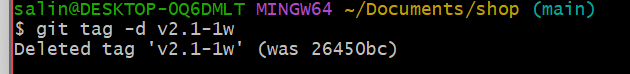 salin@DESKTOP-OQ6DMLT MINGW64 ~/Documents/shop (main)
$ git tag -d v2.1-1w
Deleted tag 'v2.1-1w' (was 26450bc)